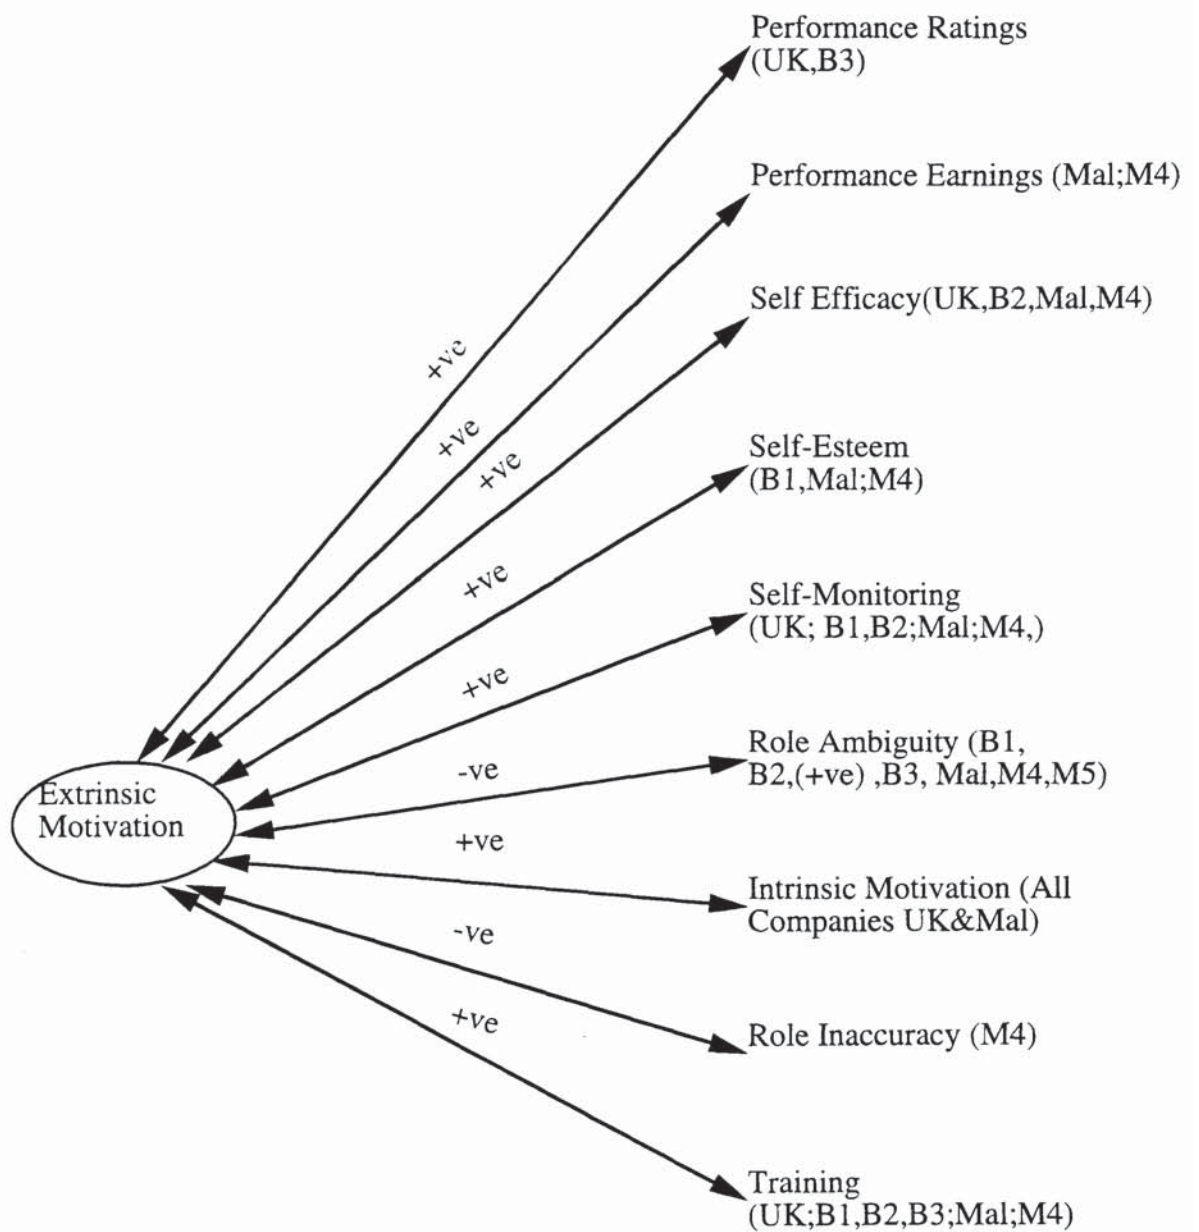 Performance Ratings
(UK,B3)
Performance Earnings (Mal;M4)
Self Efficacy(UK,B2,Mal,M4)
+ve
+ve
+ve
Self-Esteem
(B1,Mal;M4)
+ve
Self-Monitoring
(UK; B1,B2;Mal;M4,)
+ve
Role Ambiguity (B1,
B2,(+ve) ,B3, Mal,M4,M5)
-ve
Extrinsic
Motivation
+ve
Intrinsic Motivation (All
Companies UK&Mal)
-ve
+ve
Role Inaccuracy (M4)
Training
(UK;B1,B2,B3;Mal;M4)